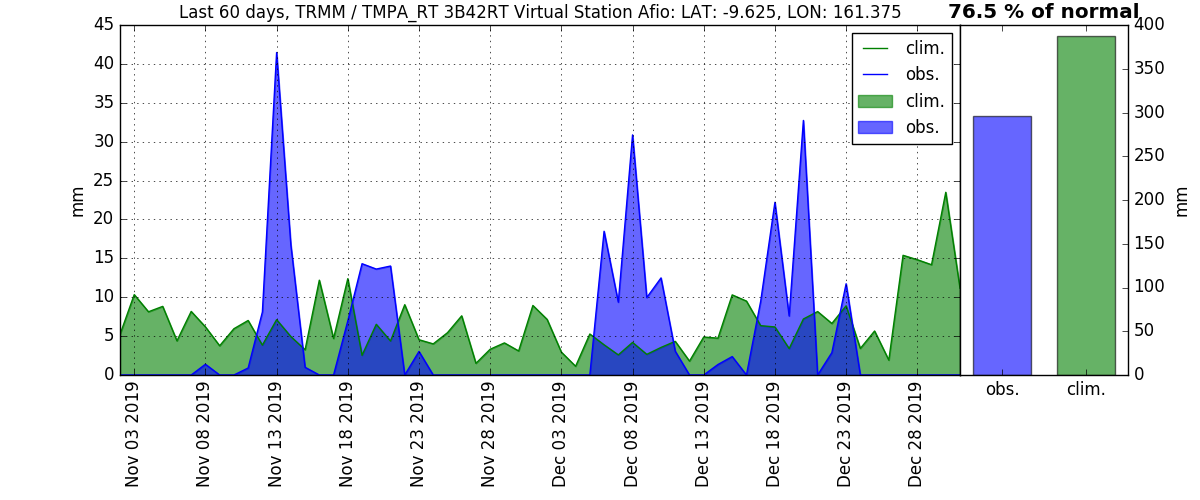 Last 60 days, TRMM / TMPA_RT 3B42RT Virtual Station Afio: LAT: -9.625, LON: 161.375
76.5 % of normal
45
40
35
30
25
20
15
10
5
0
mm
clim.
obs.
clim.
obs.
400
350
300
250
200
150
100
50
0
mm
Nov 03 2019
Nov 08 2019
Nov 13 2019
Nov 18 2019
Nov 23 2019
Nov 28 2019
Dec 03 2019
Dec 08 2019
Dec 13 2019
Dec 18 2019
Dec 23 2019
Dec 28 2019
obs.
clim.